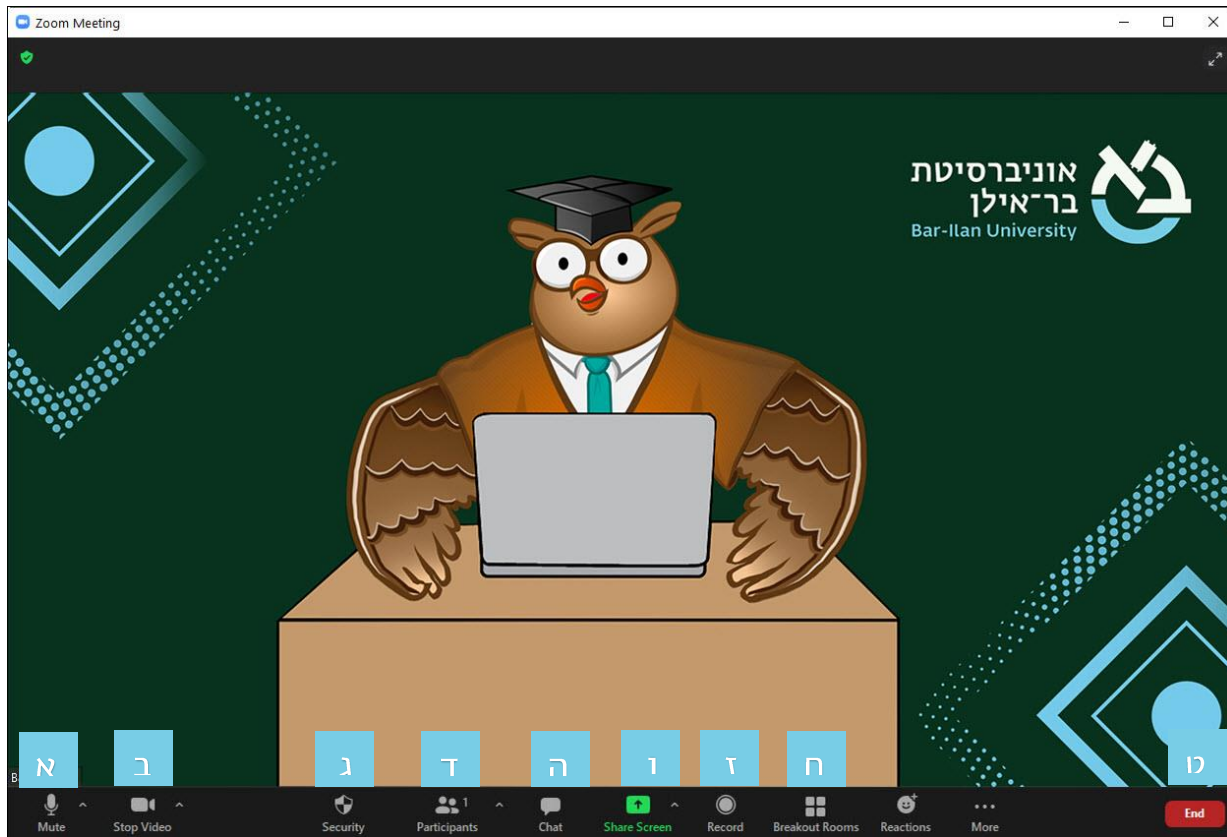 Zoom Meeting
אוניברסיטת
בר־אילן
Bar-Ilan University
א ב ג ד ה ו ז ח ט
1
Mute Stop Video Security Participants Chat Share Screen Record Breakout Rooms Reactions More End